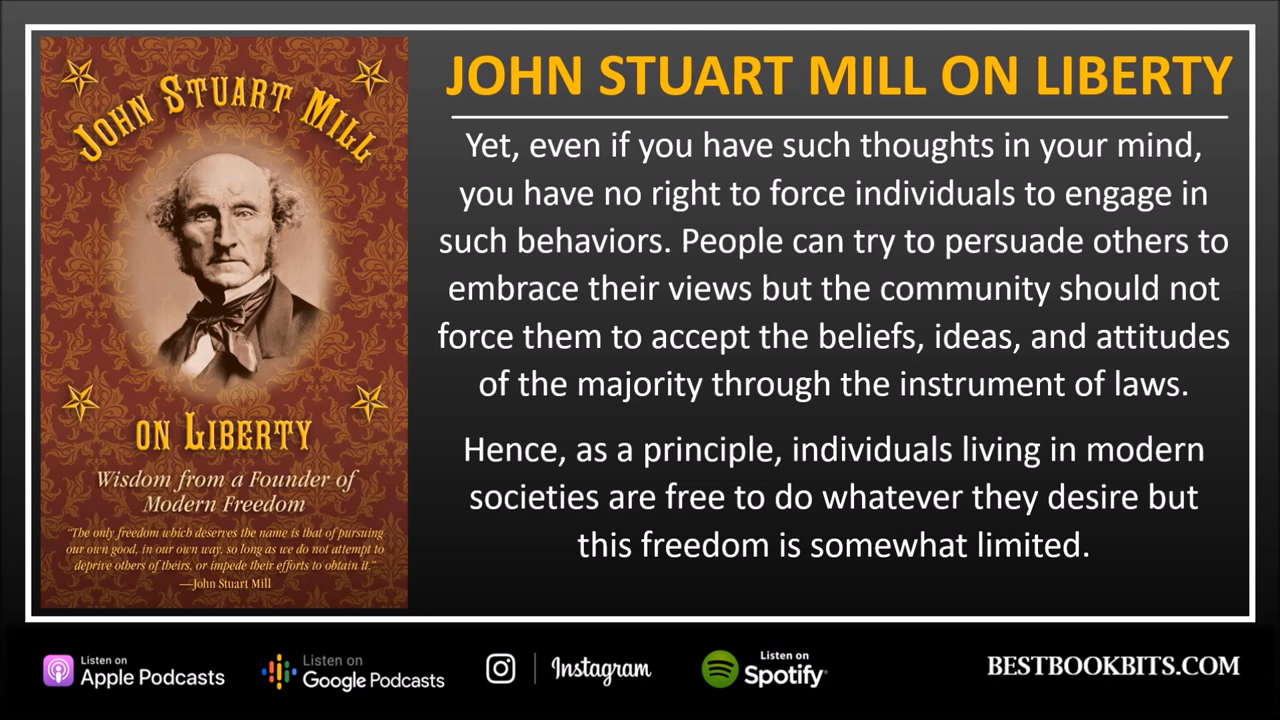 JOHN STUART MILL
ON LIBERTY
Wisdom from a Founder of
Modern Freedom
"The only freedom which deserves the name is that of pursuing
our own good, in our own way, so long as we do not attempt to
deprive others of theirs, or impede their efforts to obtain it."
—John Stuart Mill
JOHN STUART MILL ON LIBERTY
Yet, even if you have such thoughts in your mind,
you have no right to force individuals to engage in
such behaviors. People can try to persuade others to
embrace their views but the community should not
force them to accept the beliefs, ideas, and attitudes
of the majority through the instrument of laws.
Hence, as a principle, individuals living in modern
societies are free to do whatever they desire but
this freedom is somewhat limited.
Listen on
Apple Podcasts
Listen on
Google Podcasts
Instagram
Listen on
Spotify
BESTBOOKBITS.COM